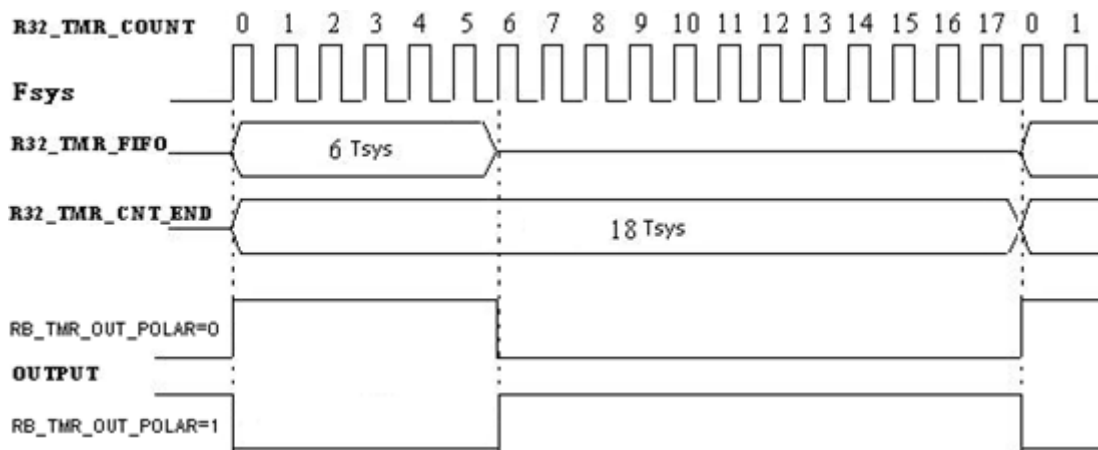 R32_TMR_COUNT 0 1 2 3 4 5 6 7 8 9 10 11 12 13 14 15 16 17 0 1
Fsys
R32_TMR_FIFO 6 Tsys
R32_TMR_CNT_END 18 Tsys
RB_TMR_OUT_POLAR=0
OUTPUT
RB_TMR_OUT_POLAR=1